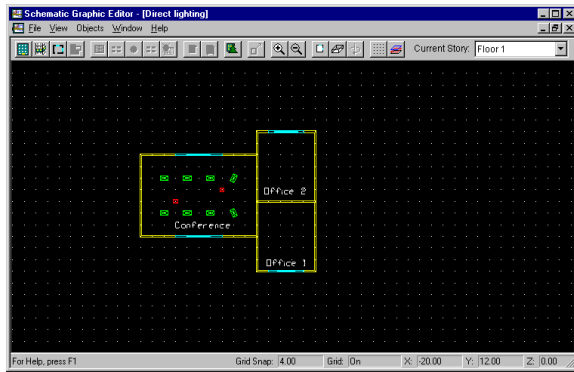 Schematic Graphic Editor - [Direct lighting]
File View Objects Window Help
Current Story: Floor 1
Office 2
Conference
Office 1
For Help, press F1 Grid Snap: 4.00 Grid: On X: -20.00 Y: 12.00 Z: 0.00